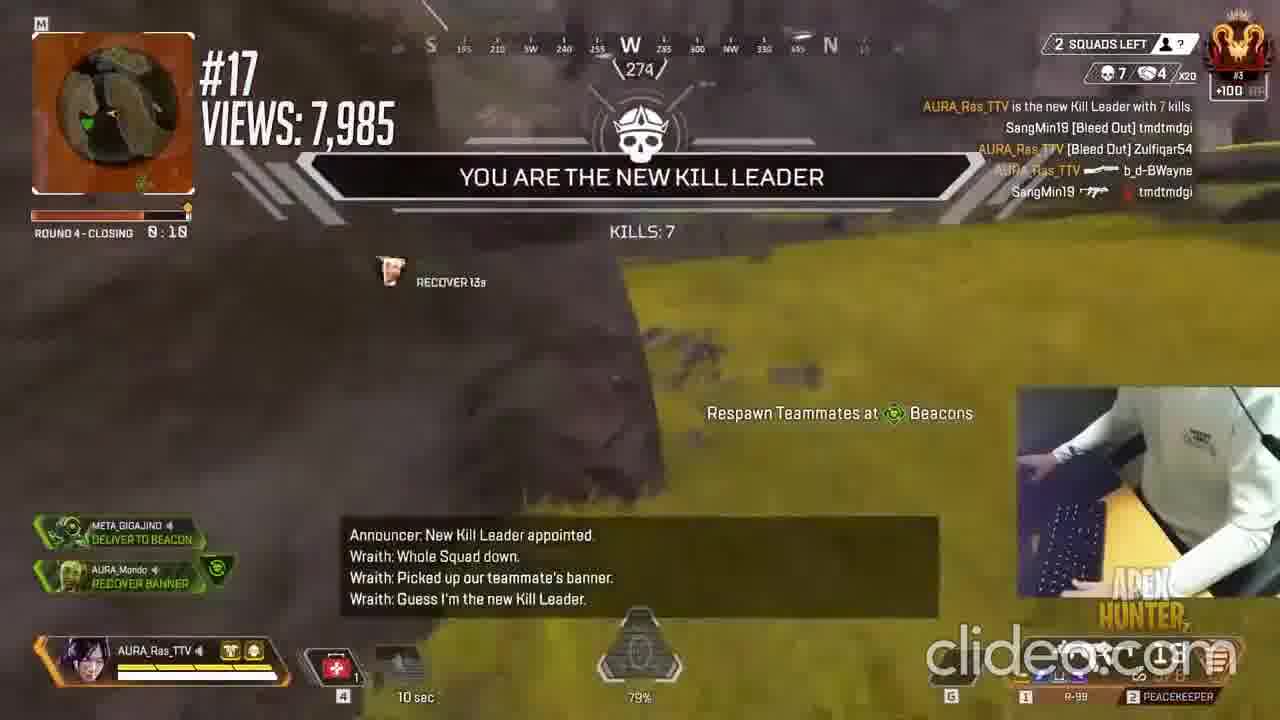 M
#17
VIEWS: 7,985
S 195 210 SW 240 255 W 285 300 NW 330 345 N
274
2 SQUADS LEFT ?
7 4 X20
#3
+100 RP
AURA_Ras_TTV is the new Kill Leader with 7 kills.
SangMin19 [Bleed Out] tmdtmdgi
AURA_Ras_TTV [Bleed Out] Zulfiqar54
AURA_Ras_TTV b_d-BWayne
SangMin19 tmdtmdgi
YOU ARE THE NEW KILL LEADER
KILLS: 7
ROUND 4 - CLOSING 0:10
RECOVER 13s
Respawn Teammates at Beacons
META_GIGAJINO
DELIVER TO BEACON
AURA_Mondo
RECOVER BANNER
Announcer: New Kill Leader appointed.
Wraith: Whole Squad down.
Wraith: Picked up our teammate's banner.
Wraith: Guess I'm the new Kill Leader.
APEX
HUNTER
clideo.com
AURA_Ras_TTV
1
4
10 sec
79%
G
18
1 R-99
2 PEACEKEEPER